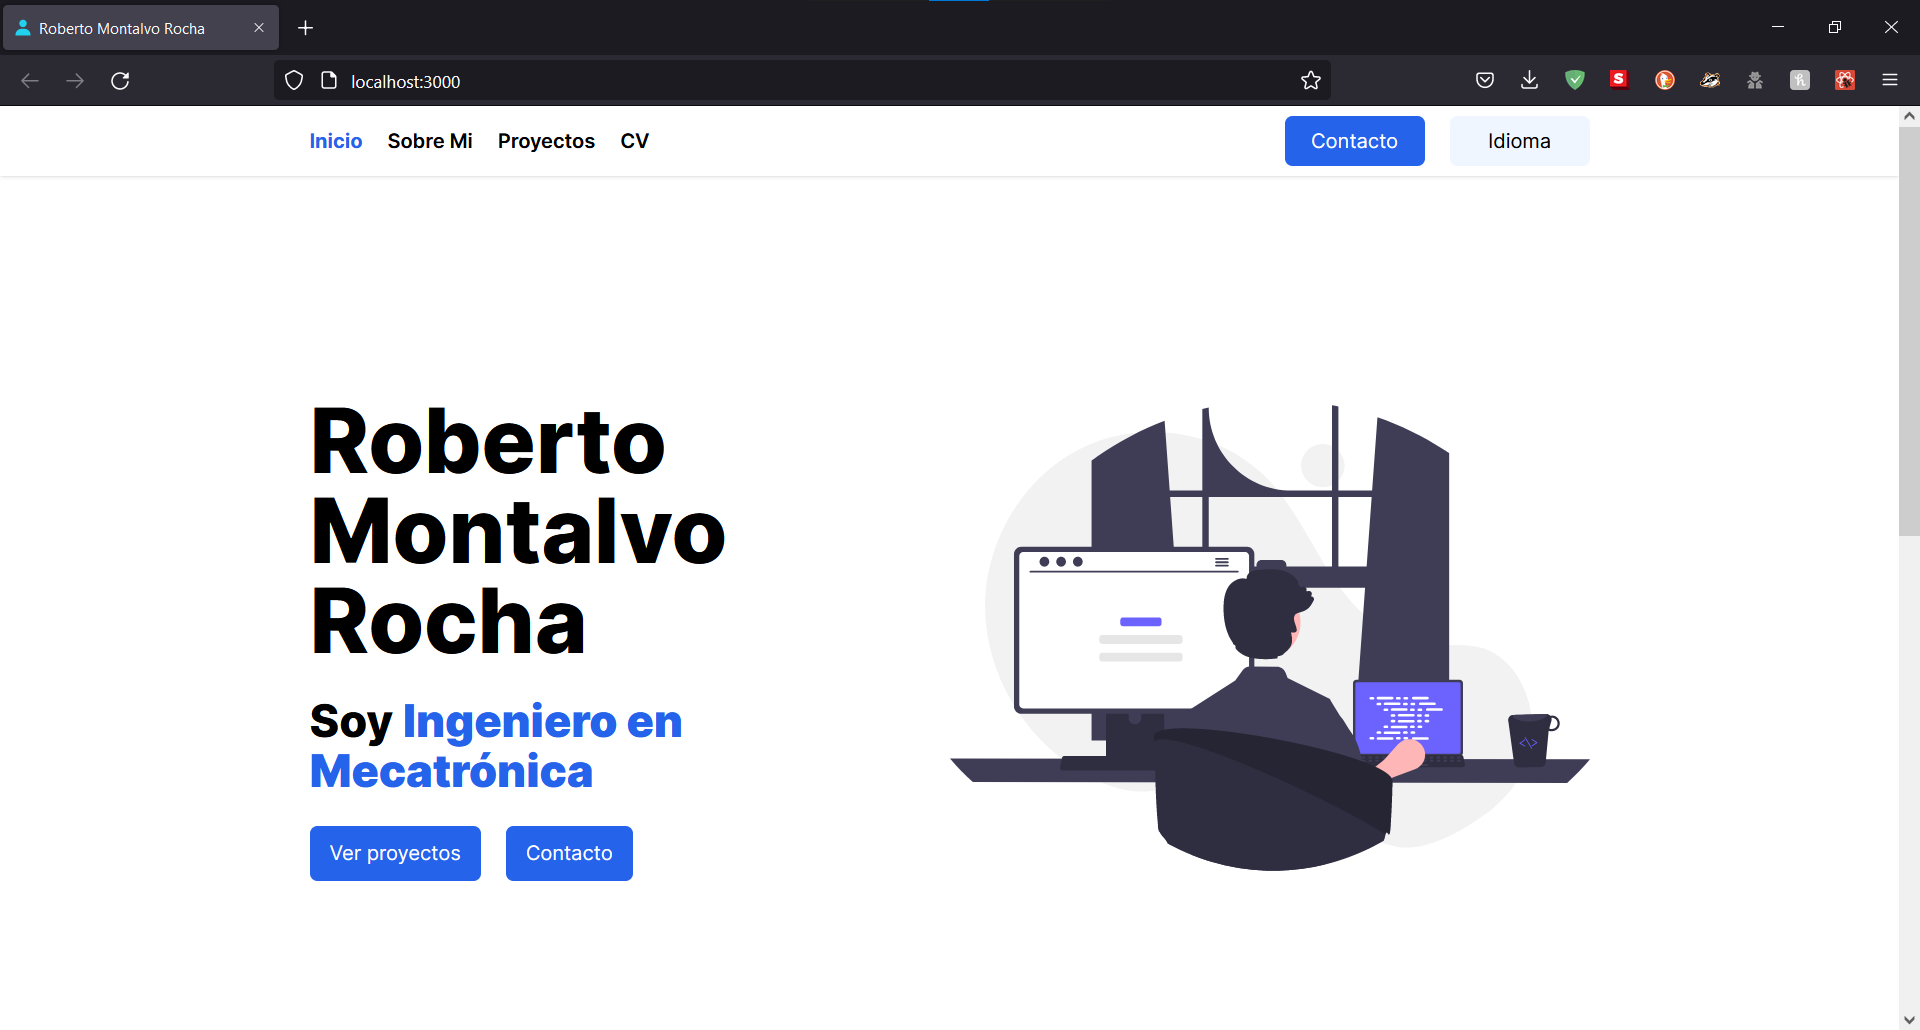 Roberto Montalvo Rocha
localhost:3000
Inicio Sobre Mi Proyectos CV Contacto Idioma
Roberto
Montalvo
Rocha
Soy Ingeniero en
Mecatrónica
Ver proyectos Contacto